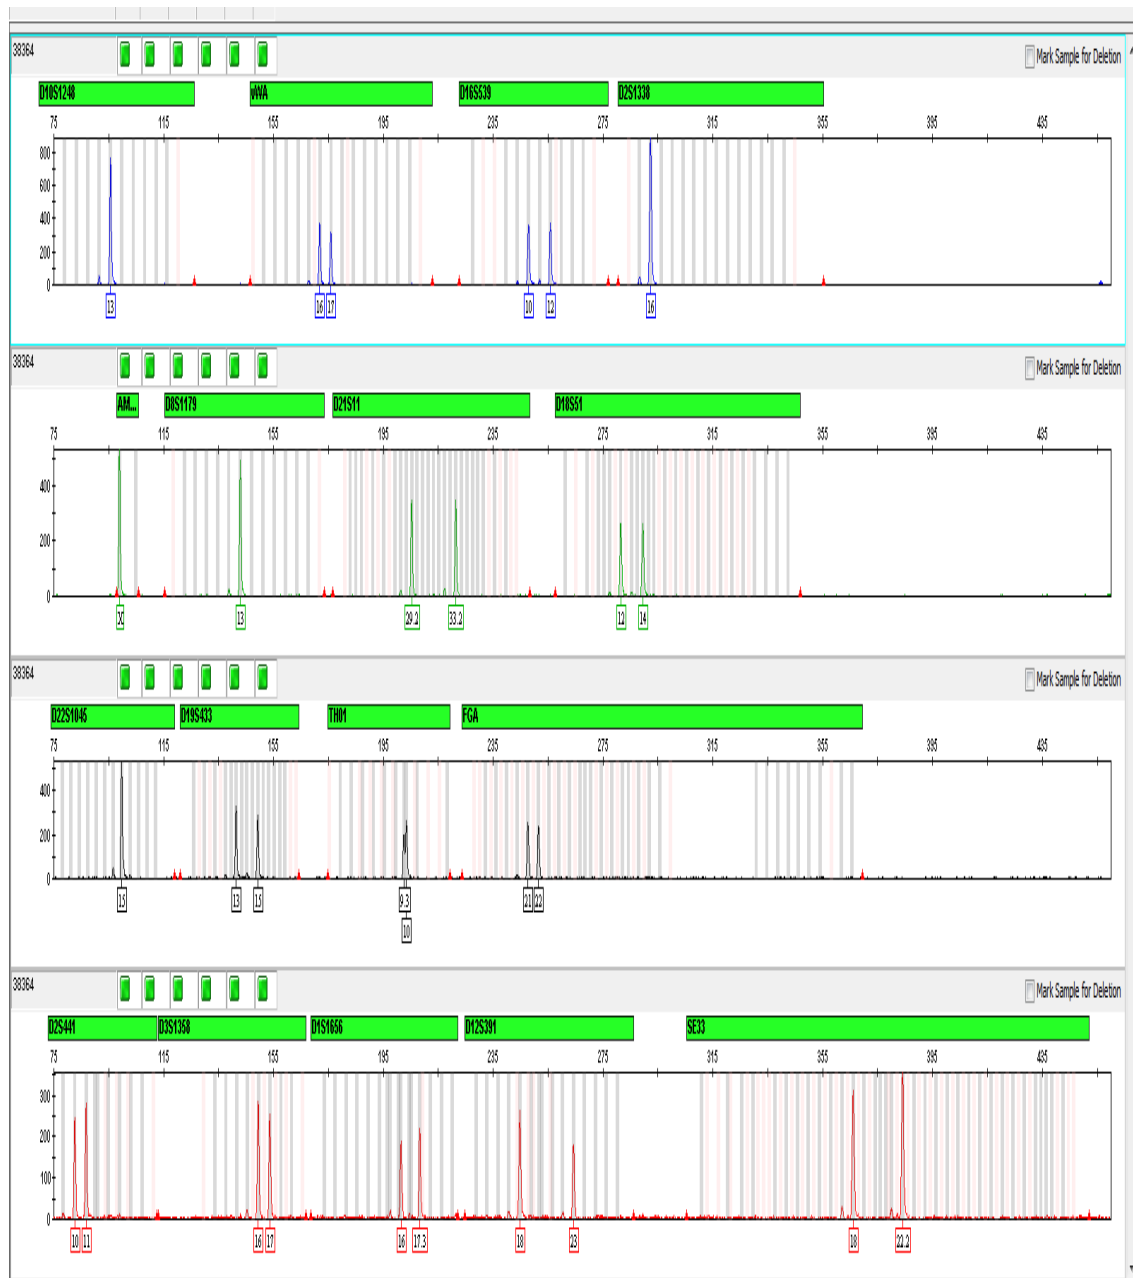 38364 Mark Sample for Deletion
D10S1248 vWA D16S539 D2S1338
75 115 155 195 235 275 315 355 395 435
800
600
400
200
0
13 16 17 10 12 16
38364 Mark Sample for Deletion
AM... D8S1179 D21S11 D18S51
75 115 155 195 235 275 315 355 395 435
400
200
0
13 29.2 33.2 12 14
38364 Mark Sample for Deletion
D22S1045 D19S433 TH01 FGA
75 115 155 195 235 275 315 355 395 435
400
200
0
15 13 15 9.3 21 22
10
38364 Mark Sample for Deletion
D2S441 D3S1358 D1S1656 D12S391 SE33
75 115 155 195 235 275 315 355 395 435
300
200
100
0
10 11 16 17 16 17.3 18 23 18 22.2